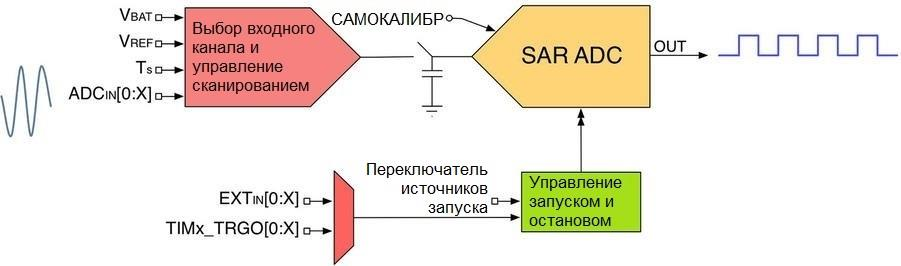 VBAT
VREF
Ts
ADCIN[0:X]
Выбор входного
канала и
управление
сканированием
САМОКАЛИБР
SAR ADC
OUT
EXTIN[0:X]
TIMx_TRGO[0:X]
Переключатель
источников
запуска
Управление
запуском и
остановом